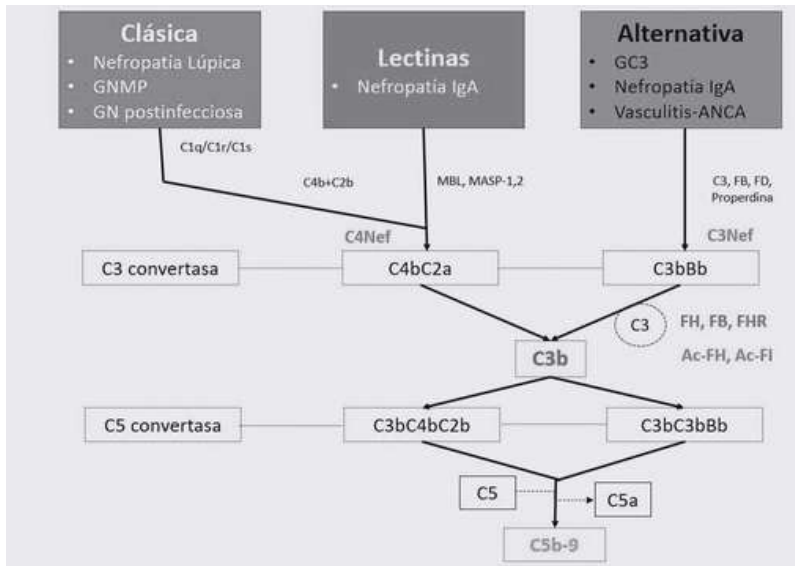 Clásica
• Nefropatia Lúpica
• GNMP
• GN postinfecciosa
Lectinas
• Nefropatía IgA
Alternativa
• GC3
• Nefropatía IgA
• Vasculitis-ANCA
C1q/C1r/C1s
C4b+C2b
MBL, MASP-1,2
C3, FB, FD,
Properdina
C4Nef
C3Nef
C3 convertasa
C4bC2a
C3bBb
C3
FH, FB, FHR
Ac-FH, Ac-FI
C3b
C5 convertasa
C3bC4bC2b
C3bC3bBb
C5
C5a
C5b-9